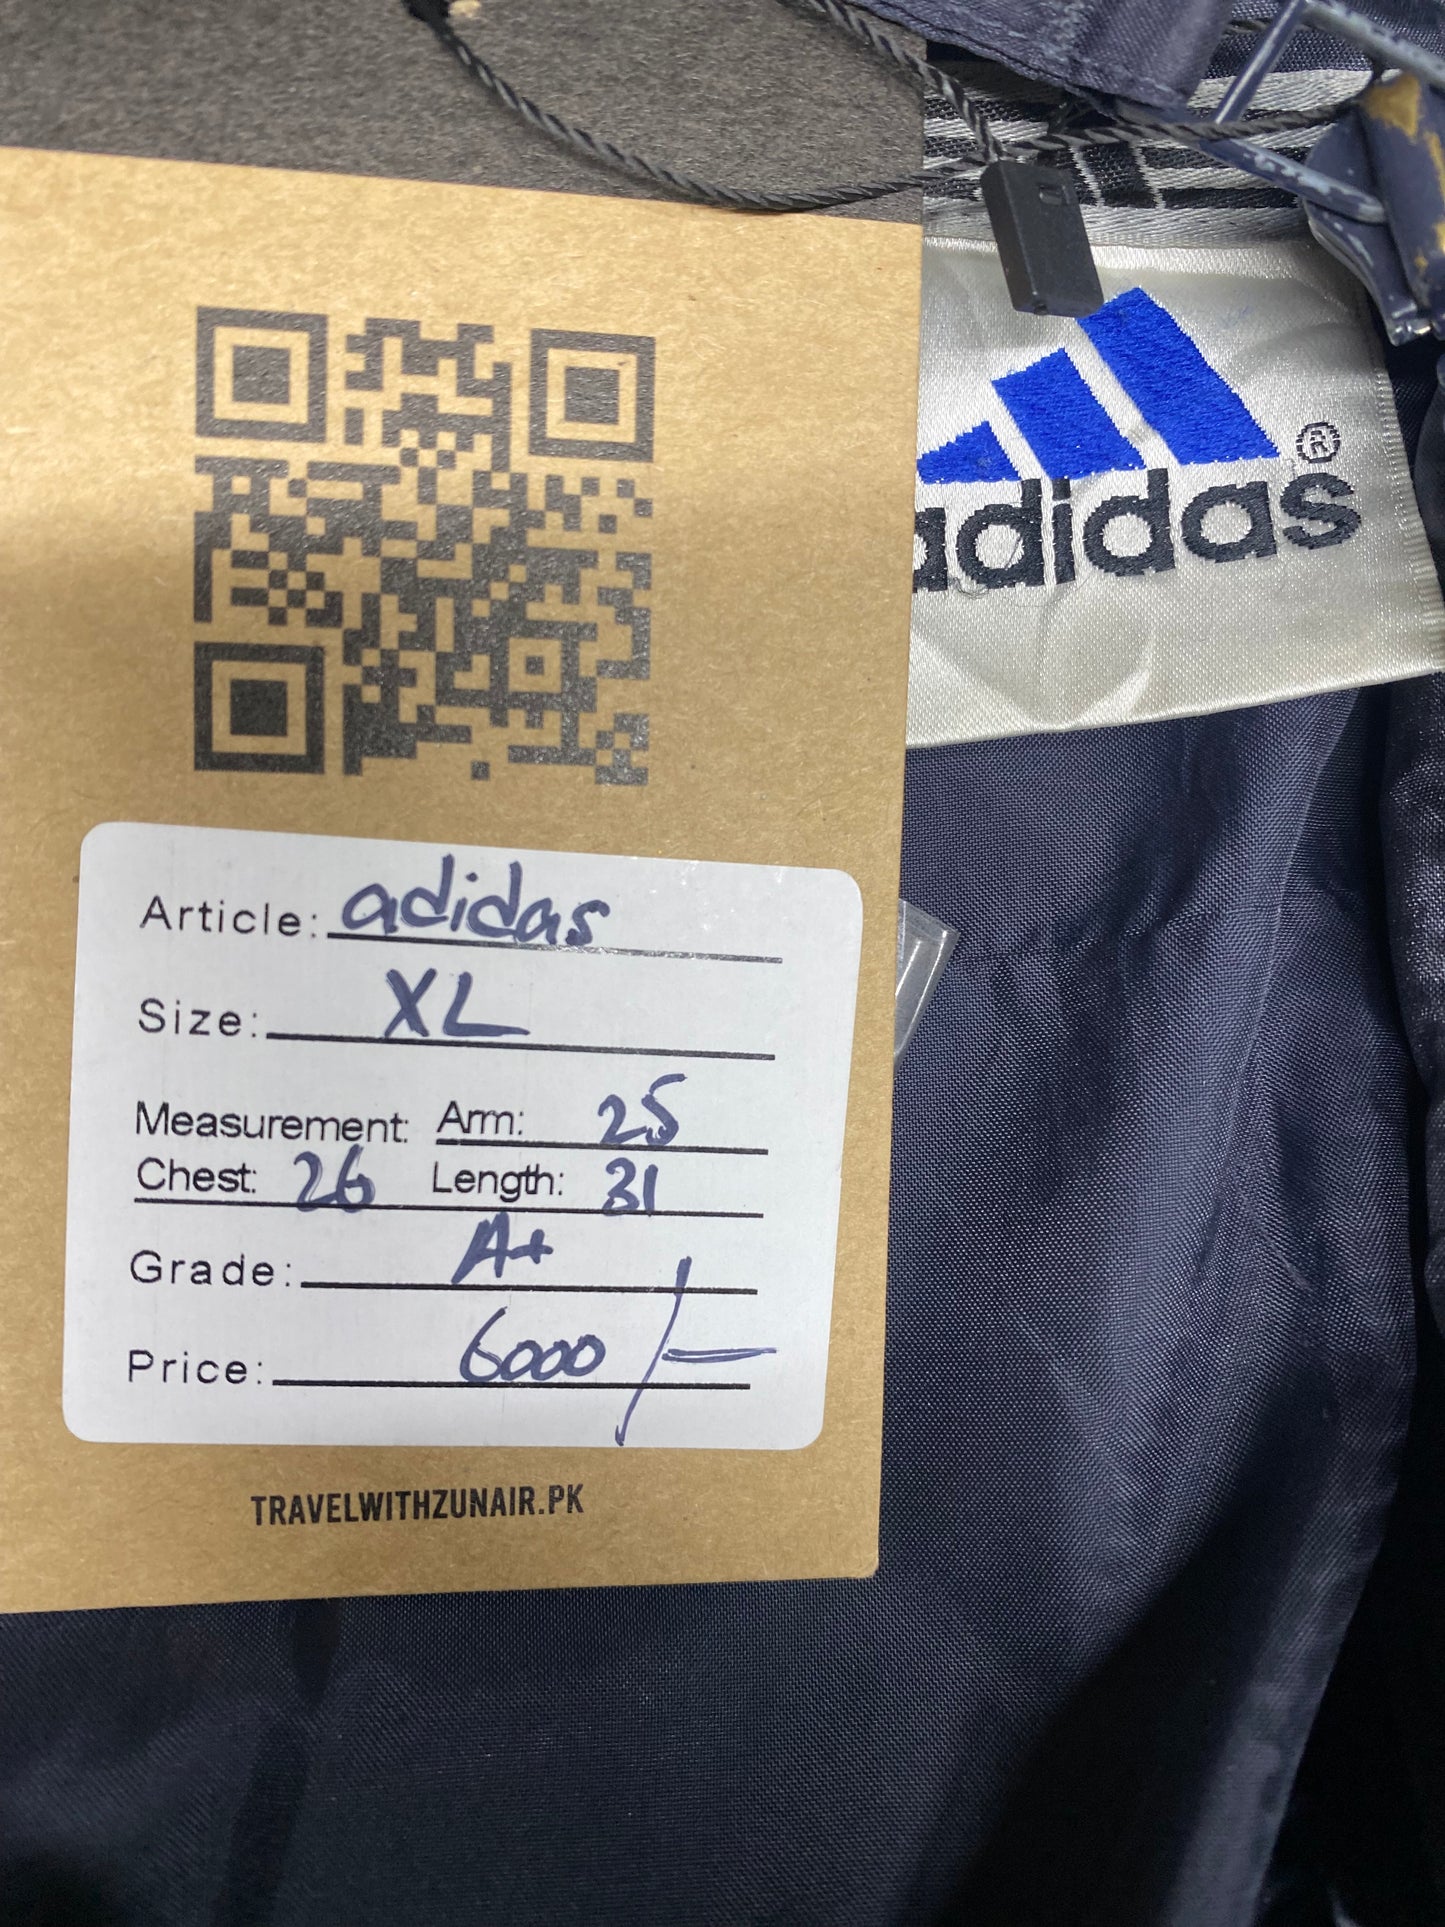 adidas®
Article: adidas
Size: XL
Measurement: Arm: 25
Chest: 26 Length: 31
Grade: A+
Price: 6000/-
TRAVELWITHZUNAIR.PK